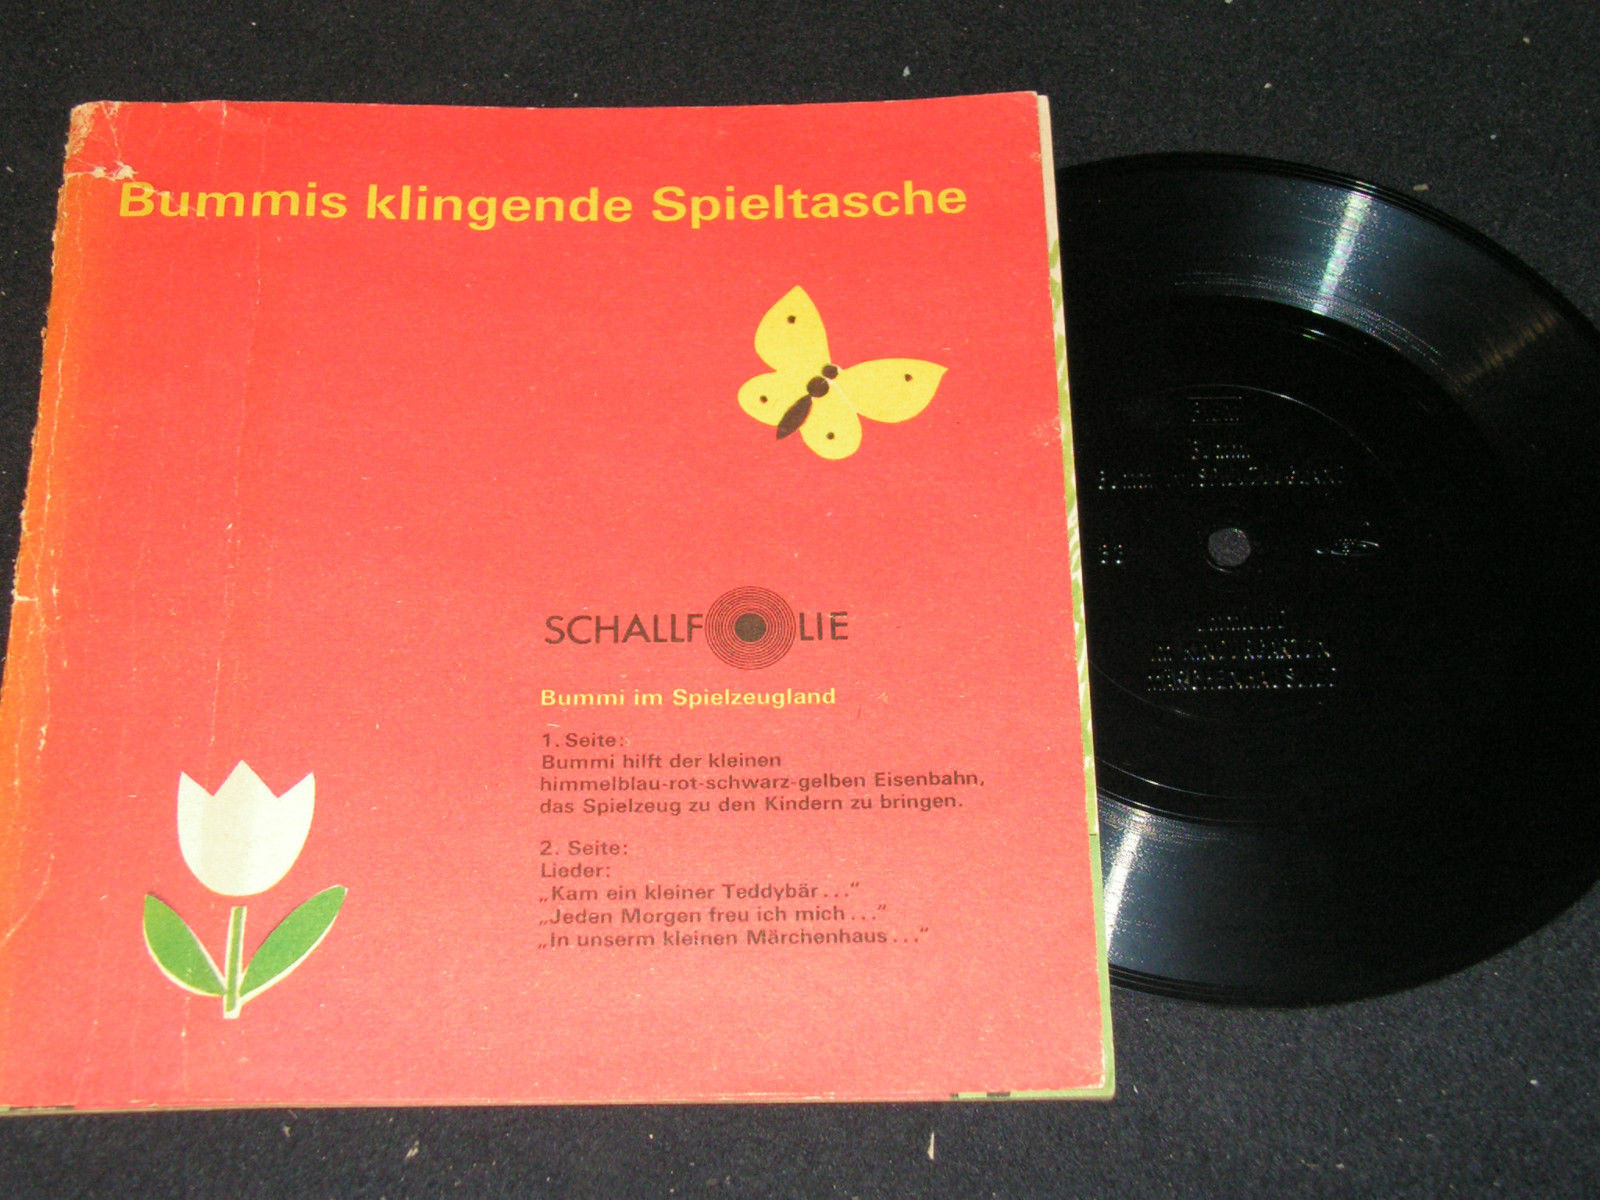 Bummis klingende Spieltasche
SCHALLFOLIE
Bummi im Spielzeugland
1. Seite:
Bummi hilft der kleinen
himmelblau-rot-schwarz-gelben Eisenbahn,
das Spielzeug zu den Kindern zu bringen.
2. Seite:
Lieder:
„Kam ein kleiner Teddybär..."
„Jeden Morgen freu ich mich..."
„In unserm kleinen Märchenhaus..."